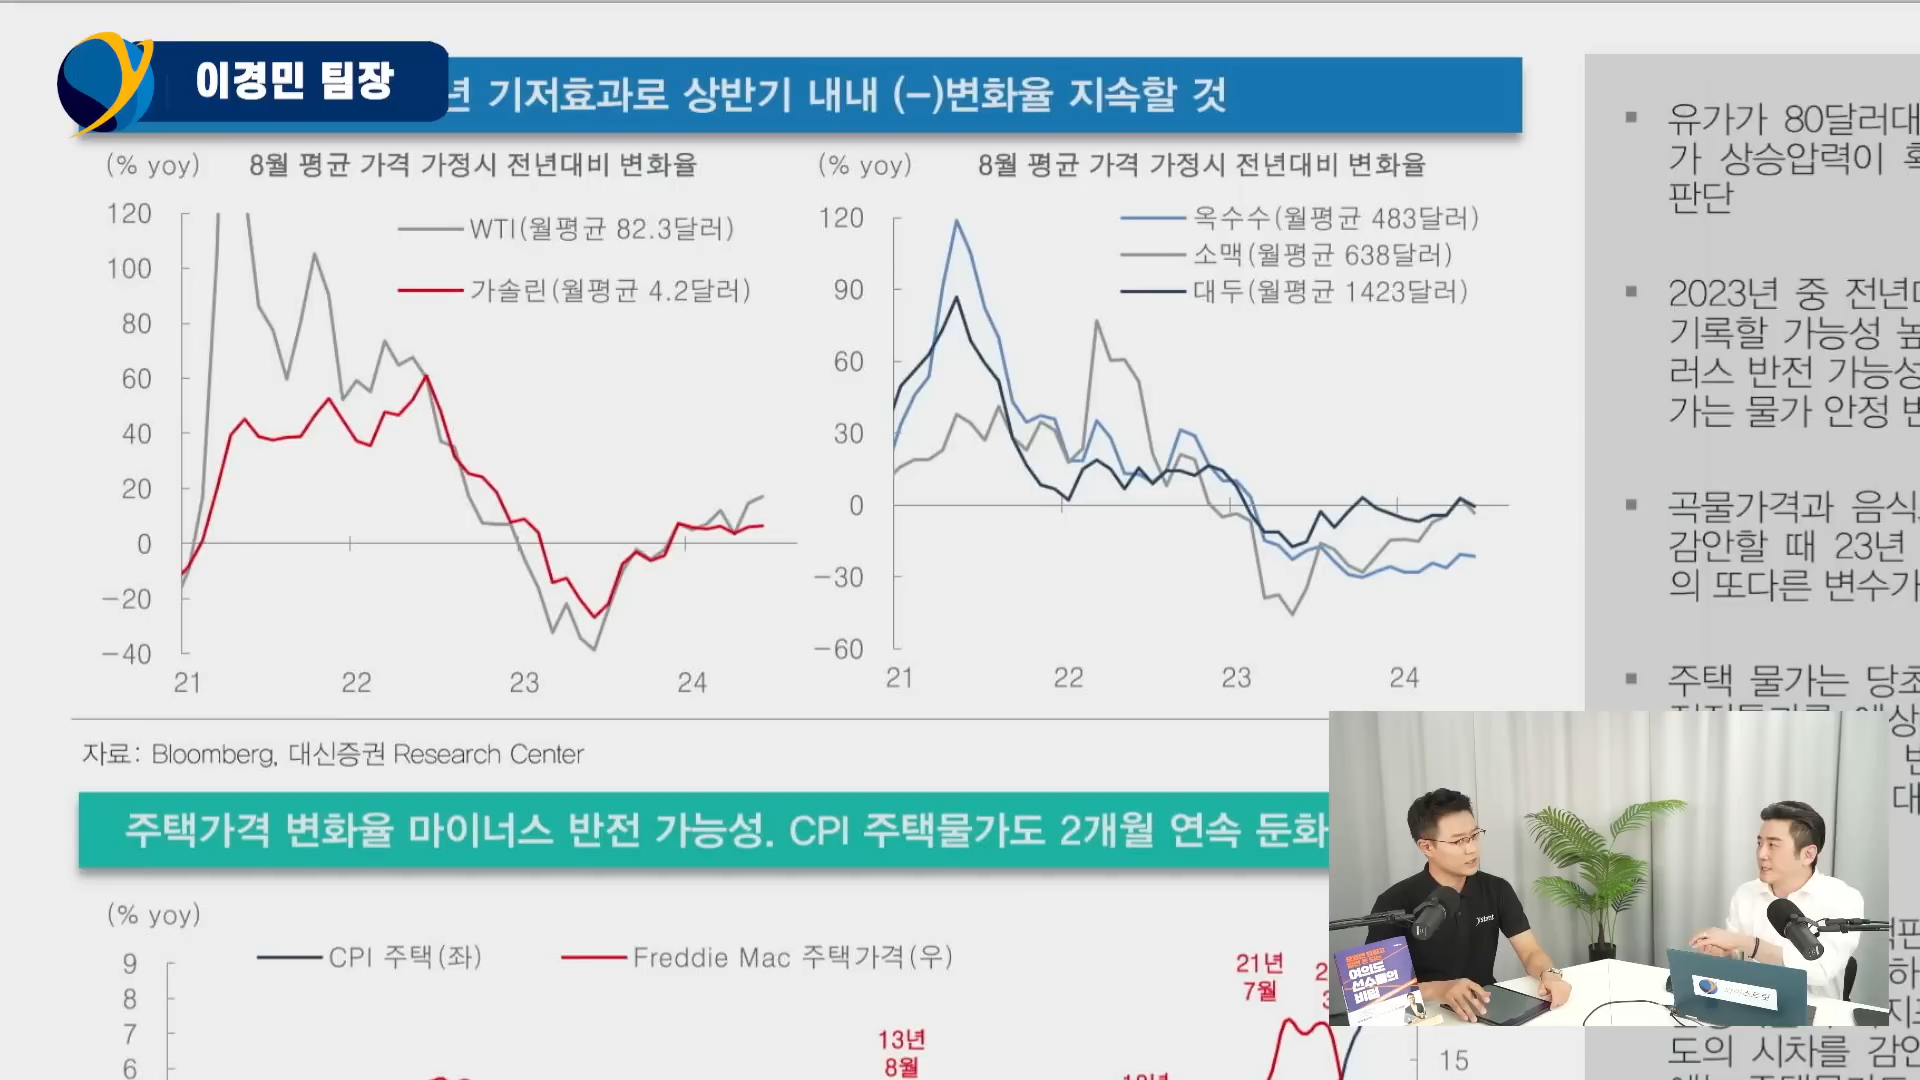 이경민 팀장
년 기저효과로 상반기 내내 (-)변화율 지속할 것
(% yoy) 8월 평균 가격 가정시 전년대비 변화율
120
100
80
60
40
20
0
-20
-40
WTI(월평균 82.3달러)
가솔린(월평균 4.2달러)
21 22 23 24
(% yoy) 8월 평균 가격 가정시 전년대비 변화율
120
90
60
30
0
-30
-60
옥수수(월평균 483달러)
소맥(월평균 638달러)
대두(월평균 1423달러)
21 22 23 24
자료: Bloomberg, 대신증권 Research Center
주택가격 변화율 마이너스 반전 가능성. CPI 주택물가도 2개월 연속 둔화
(% yoy)
9
8
7
6
CPI 주택(좌)
Freddie Mac 주택가격(우)
13년
8월
21년
7월
15
유가가 80달러대
가 상승압력이
판단
2023년 중 전년
기록할 가능성
러스 반전 가능성
가는 물가 안정
곡물가격과 음식
감안할 때 23년
의 또다른 변수가
주택 물가는 당초
도의 시차를 감안
여의도
선수들의
비밀